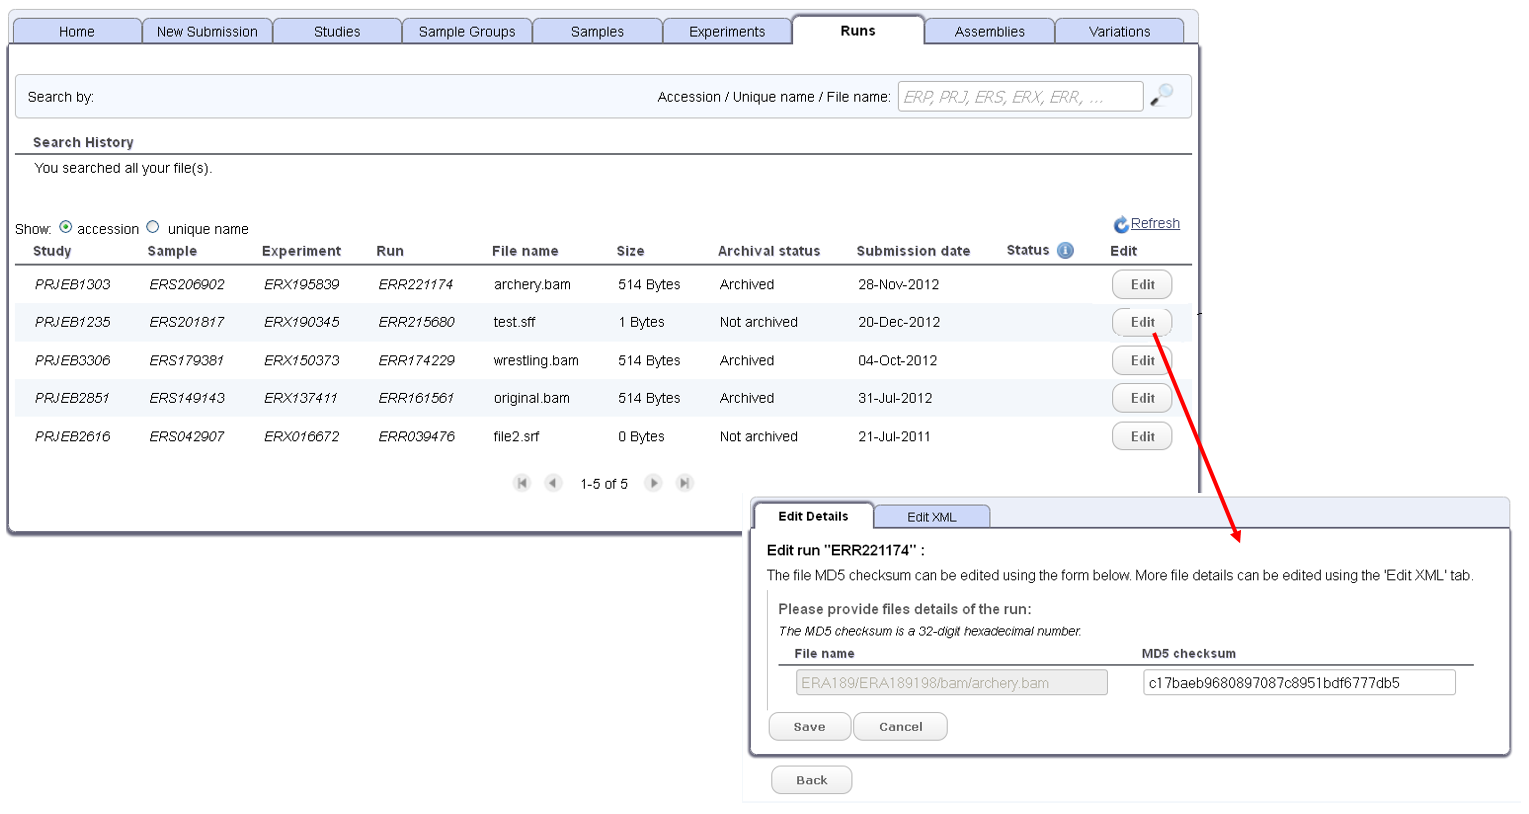 Home New Submission Studies Sample Groups Samples Experiments Runs Assemblies Variations
Search by: Accession / Unique name / File name: ERP, PRJ, ERS, ERX, ERR, ...
Search History
You searched all your file(s).
Show: accession unique name Refresh
Study Sample Experiment Run File name Size Archival status Submission date Status i Edit
PRJEB1303 ERS206902 ERX195839 ERR221174 archery.bam 514 Bytes Archived 28-Nov-2012 Edit
PRJEB1235 ERS201817 ERX190345 ERR215680 test.sff 1 Bytes Not archived 20-Dec-2012 Edit
PRJEB3306 ERS179381 ERX150373 ERR174229 wrestling.bam 514 Bytes Archived 04-Oct-2012 Edit
PRJEB2851 ERS149143 ERX137411 ERR161561 original.bam 514 Bytes Archived 31-Jul-2012 Edit
PRJEB2616 ERS042907 ERX016672 ERR039476 file2.srf 0 Bytes Not archived 21-Jul-2011 Edit
1-5 of 5
Edit Details Edit XML
Edit run "ERR221174" :
The file MD5 checksum can be edited using the form below. More file details can be edited using the 'Edit XML' tab.
Please provide files details of the run:
The MD5 checksum is a 32-digit hexadecimal number.
File name MD5 checksum
ERA189/ERA189198/bam/archery.bam c17baeb9680897087c8951bdf6777db5
Save Cancel
Back